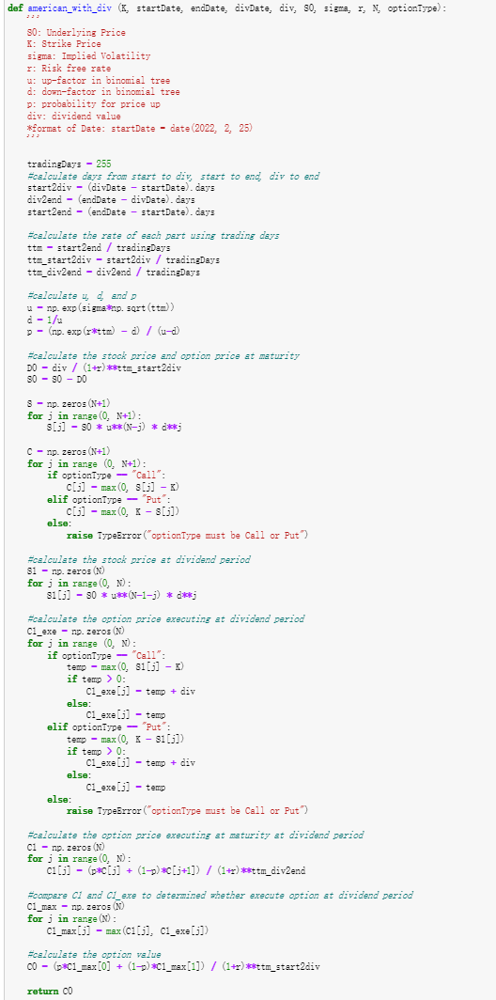 def american_with_div (K, startDate, endDate, divDate, div, S0, sigma, r, N, optionType):
    '''
    S0: Underlying Price
    K: Strike Price
    sigma: Implied Volatility
    r: Risk free rate
    u: up-factor in binomial tree
    d: down-factor in binomial tree
    p: probability for price up
    div: dividend value
    *format of Date: startDate = date(2022, 2, 25)
    '''

    tradingDays = 255
    #calculate days from start to div, start to end, div to end
    start2div = (divDate - startDate).days
    div2end = (endDate - divDate).days
    start2end = (endDate - startDate).days

    #calculate the rate of each part using trading days
    ttm = start2end / tradingDays
    ttm_start2div = start2div / tradingDays
    ttm_div2end = div2end / tradingDays

    #calculate u, d, and p
    u = np.exp(sigma*np.sqrt(ttm))
    d = 1/u
    p = (np.exp(r*ttm) - d) / (u-d)

    #calculate the stock price and option price at maturity
    D0 = div / (1+r)**ttm_start2div
    S0 = S0 - D0

    S = np.zeros(N+1)
    for j in range(0, N+1):
        S[j] = S0 * u**(N-j) * d**j

    C = np.zeros(N+1)
    for j in range (0, N+1):
        if optionType == "Call":
            C[j] = max(0, S[j] - K)
        elif optionType == "Put":
            C[j] = max(0, K - S[j])
        else:
            raise TypeError("optionType must be Call or Put")

    #calculate the stock price at dividend period
    S1 = np.zeros(N)
    for j in range(0, N):
        S1[j] = S0 * u**(N-1-j) * d**j

    #calculate the option price executing at dividend period
    C1_exe = np.zeros(N)
    for j in range (0, N):
        if optionType == "Call":
            temp = max(0, S1[j] - K)
            if temp > 0:
                C1_exe[j] = temp + div
            else:
                C1_exe[j] = temp
        elif optionType == "Put":
            temp = max(0, K - S1[j])
            if temp > 0:
                C1_exe[j] = temp + div
            else:
                C1_exe[j] = temp
        else:
            raise TypeError("optionType must be Call or Put")

    #calculate the option price executing at maturity at dividend period
    C1 = np.zeros(N)
    for j in range(0, N):
        C1[j] = (p*C[j] + (1-p)*C[j+1]) / (1+r)**ttm_div2end

    #compare C1 and C1_exe to determined whether execute option at dividend period
    C1_max = np.zeros(N)
    for j in range(N):
        C1_max[j] = max(C1[j], C1_exe[j])

    #calculate the option value
    C0 = (p*C1_max[0] + (1-p)*C1_max[1]) / (1+r)**ttm_start2div

    return C0